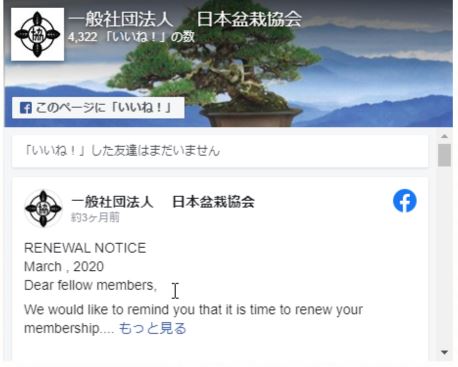 一般社団法人　日本盆栽協会
4,322 「いいね！」の数
このページに「いいね！」
「いいね！」した友達はまだいません
一般社団法人　日本盆栽協会
約3ヶ月前
RENEWAL NOTICE
March , 2020
Dear fellow members,
We would like to remind you that it is time to renew your
membership.... もっと見る